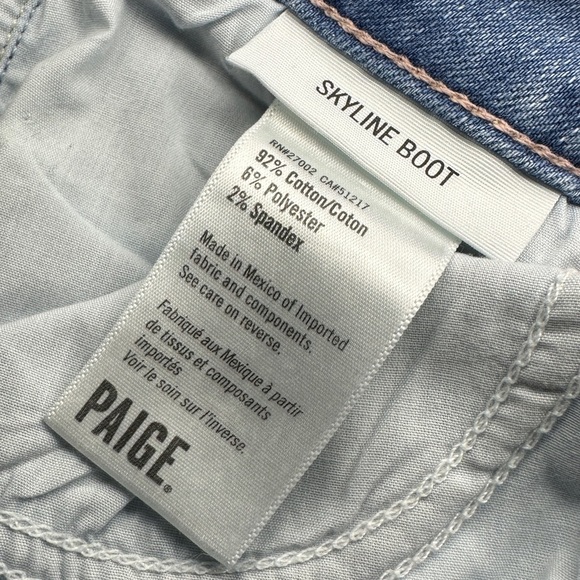 SKYLINE BOOT
RN#27002 CA#51217
92% Cotton/Coton
6% Polyester
2% Spandex
Made in Mexico of Imported
fabric and components.
See care on reverse.
Fabriqué aux Mexique à partir
de tissus et composants
importés
Voir le soin sur l'inverse.
PAIGE®